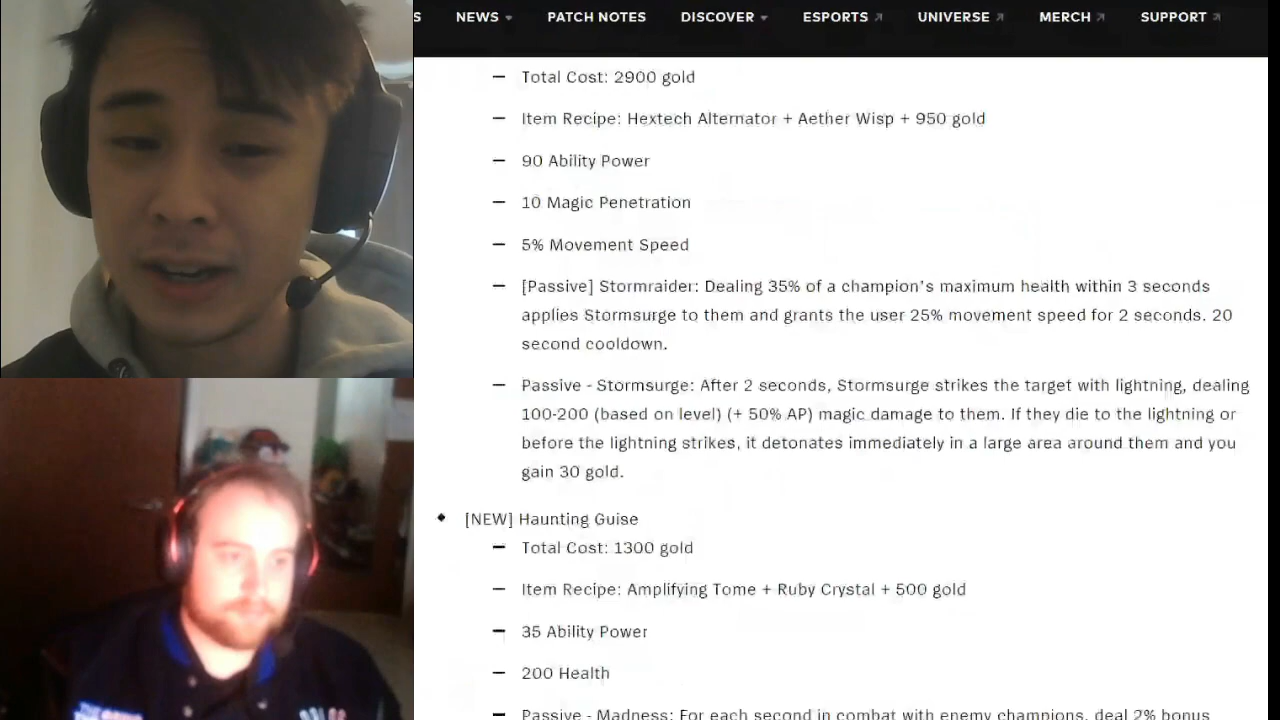 S NEWS PATCH NOTES DISCOVER ESPORTS UNIVERSE MERCH SUPPORT
Total Cost: 2900 gold
Item Recipe: Hextech Alternator + Aether Wisp + 950 gold
90 Ability Power
10 Magic Penetration
5% Movement Speed
[Passive] Stormraider: Dealing 35% of a champion's maximum health within 3 seconds
applies Stormsurge to them and grants the user 25% movement speed for 2 seconds. 20
second cooldown.
Passive - Stormsurge: After 2 seconds, Stormsurge strikes the target with lightning, dealing
100-200 (based on level) (+ 50% AP) magic damage to them. If they die to the lightning or
before the lightning strikes, it detonates immediately in a large area around them and you
gain 30 gold.
[NEW] Haunting Guise
Total Cost: 1300 gold
Item Recipe: Amplifying Tome + Ruby Crystal + 500 gold
35 Ability Power
200 Health
Passive - Madness: For each second in combat with enemy champions, deal 2% bonus